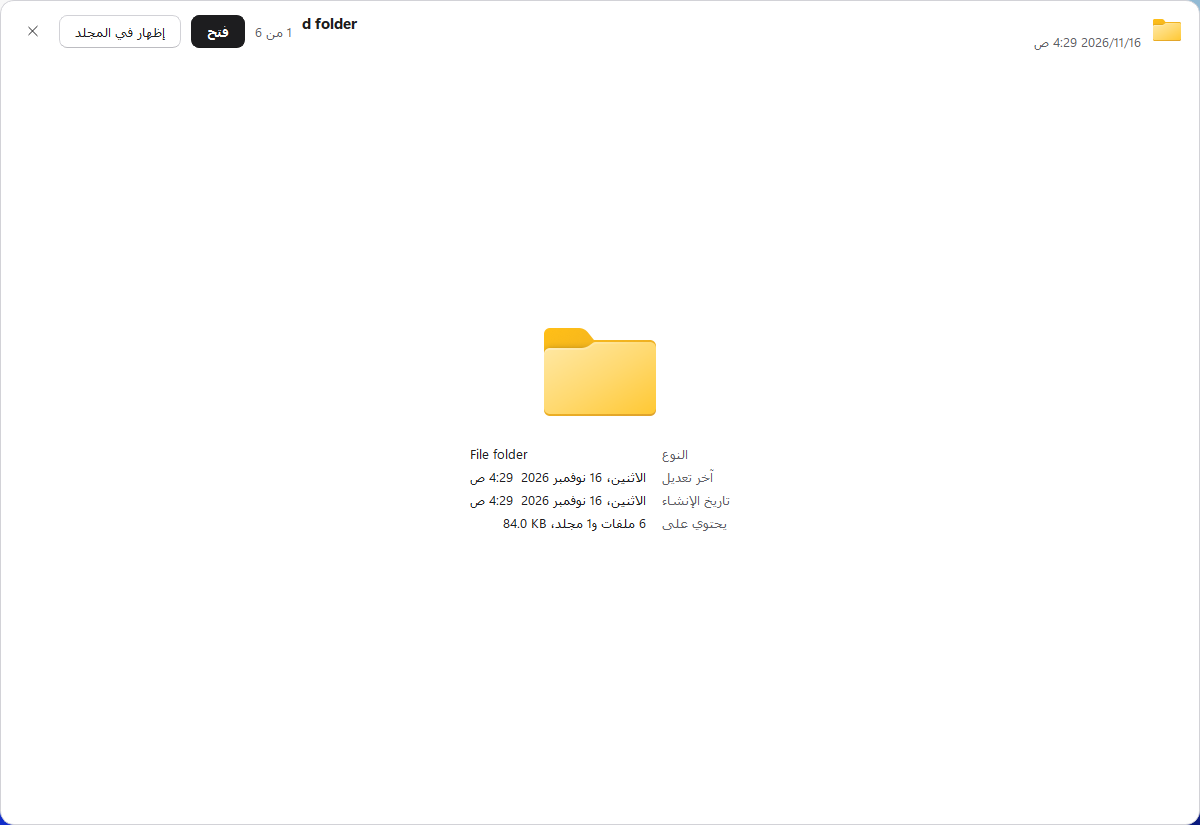 d folder
2026/11/16 4:29 ص
1 من 6
فتح
إظهار في المجلد
النوع File folder
آخر تعديل الاثنين، 16 نوفمبر 2026 4:29 ص
تاريخ الإنشاء الاثنين، 16 نوفمبر 2026 4:29 ص
يحتوي على 6 ملفات و1 مجلد، 84.0 KB